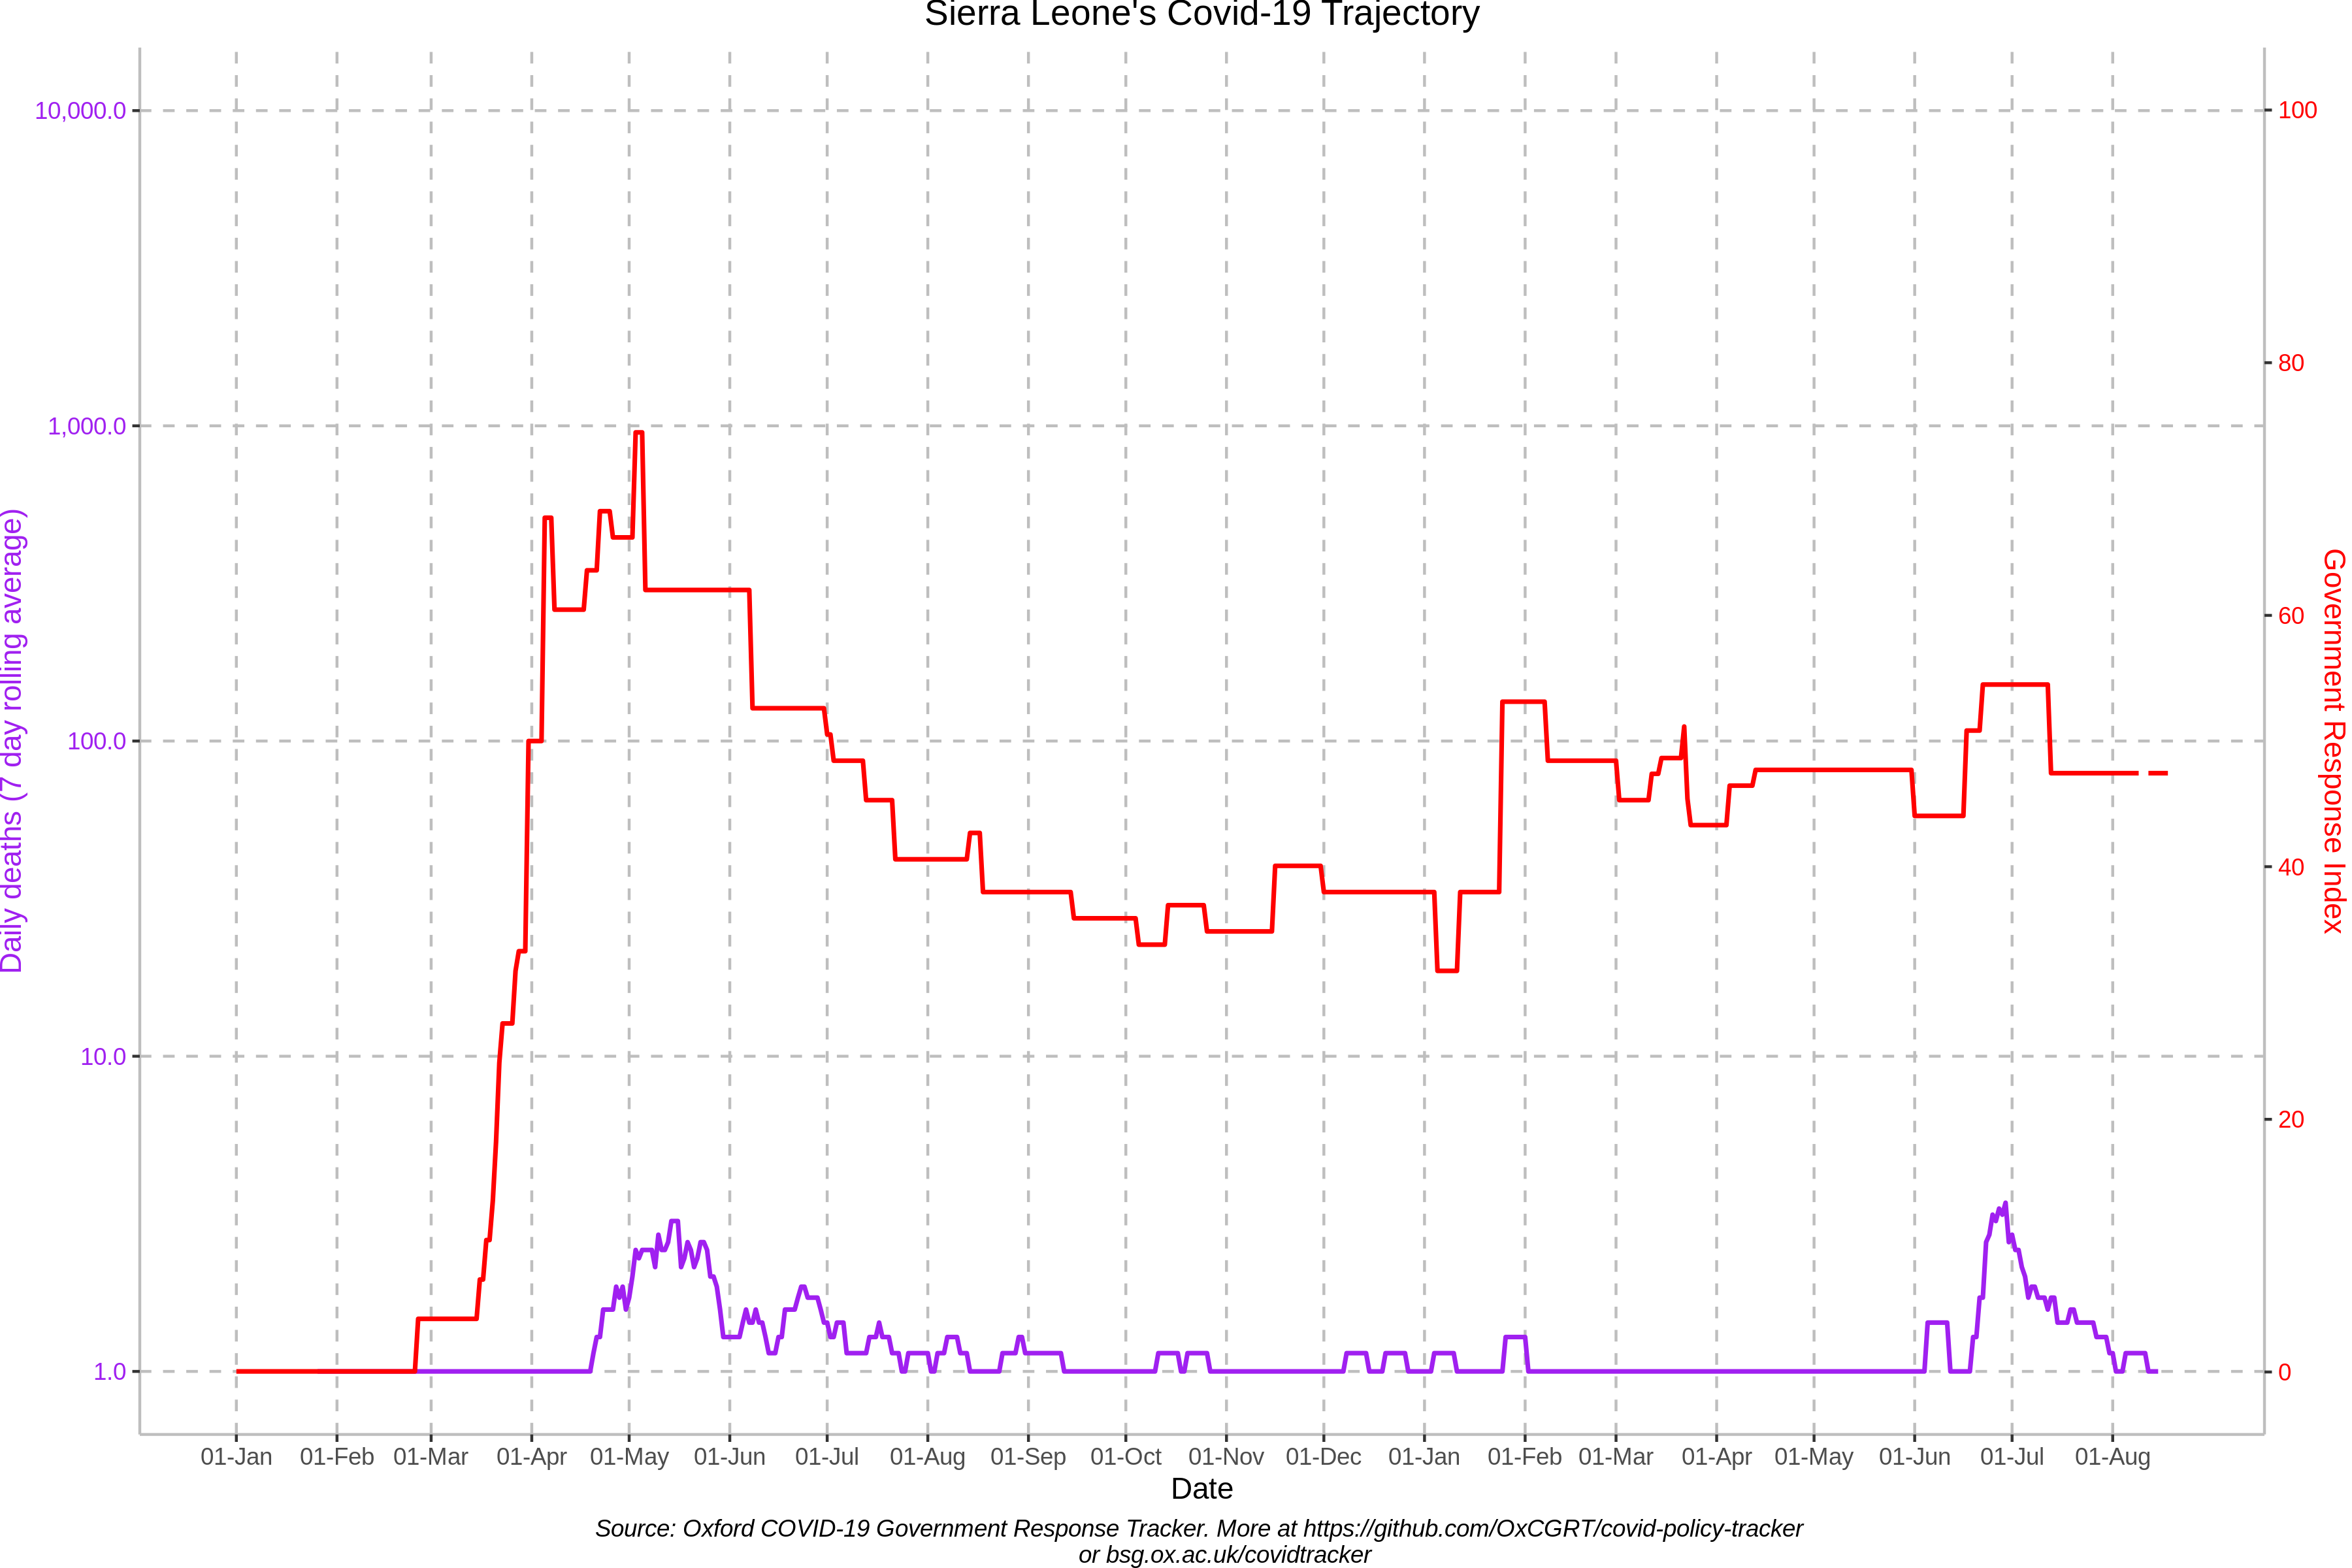 Sierra Leone's Covid-19 Trajectory
10,000.0
1,000.0
100.0
10.0
1.0
Daily deaths (7 day rolling average)
100
80
60
40
20
0
Government Response Index
01-Jan 01-Feb 01-Mar 01-Apr 01-May 01-Jun 01-Jul 01-Aug 01-Sep 01-Oct 01-Nov 01-Dec 01-Jan 01-Feb 01-Mar 01-Apr 01-May 01-Jun 01-Jul 01-Aug
Date
Source: Oxford COVID-19 Government Response Tracker. More at https://github.com/OxCGRT/covid-policy-tracker
or bsg.ox.ac.uk/covidtracker